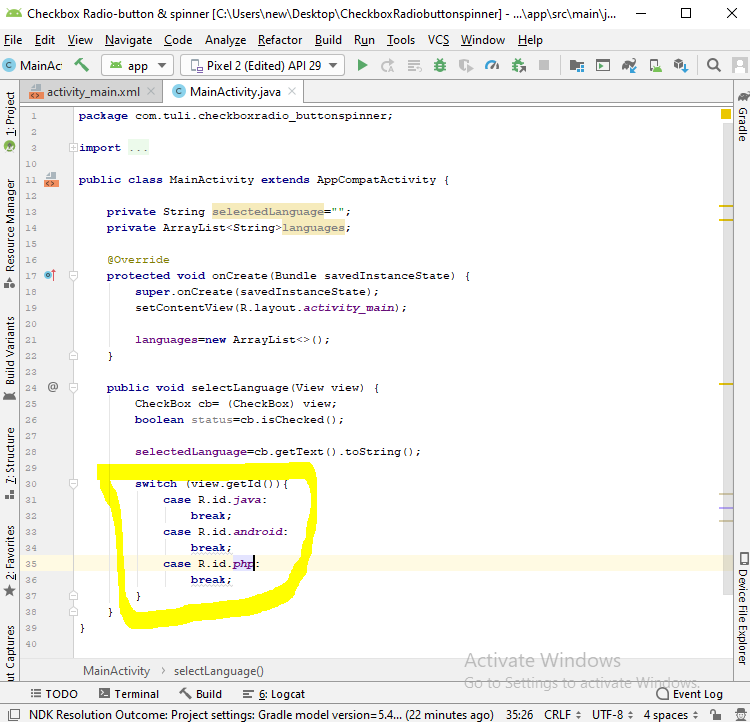 Checkbox Radio-button & spinner [C:\Users\new\Desktop\CheckboxRadiobuttonspinner] - ...\app\src\main\j...
File Edit View Navigate Code Analyze Refactor Build Run Tools VCS Window Help
MainAc app Pixel 2 (Edited) API 29
activity_main.xml MainActivity.java
1 package com.tuli.checkboxradio_buttonspinner;
2
3 import ...
10
11 public class MainActivity extends AppCompatActivity {
12
13 private String selectedLanguage="";
14 private ArrayList<String>languages;
15
16 @Override
17 protected void onCreate(Bundle savedInstanceState) {
18 super.onCreate(savedInstanceState);
19 setContentView(R.layout.activity_main);
20
21 languages=new ArrayList<>();
22 }
23
24 @ public void selectLanguage(View view) {
25 CheckBox cb= (CheckBox) view;
26 boolean status=cb.isChecked();
27
28 selectedLanguage=cb.getText().toString();
29
30 switch (view.getId()){
31 case R.id.java:
32 break;
33 case R.id.android:
34 break;
35 case R.id.php:
36 break;
37 }
38 }
39 }
40
1: Project
Resource Manager
Build Variants
7: Structure
2: Favorites
ut Captures
Gradle
Device File Explorer
MainActivity selectLanguage()
Activate Windows
Go to Settings to activate Windows.
TODO Terminal Build 6: Logcat Event Log
NDK Resolution Outcome: Project settings: Gradle model version=5.4... (22 minutes ago) 35:26 CRLF UTF-8 4 spaces